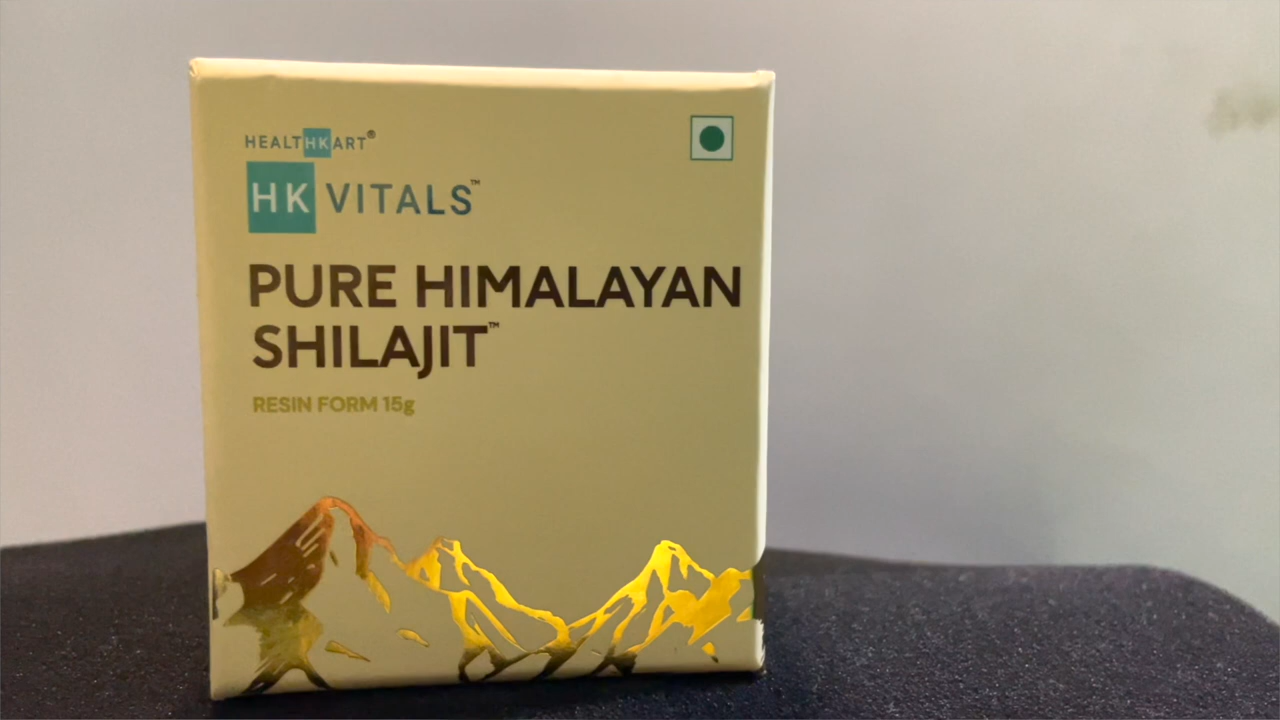 HEALTHKART®
HK VITALS™
PURE HIMALAYAN
SHILAJIT™
RESIN FORM 15g